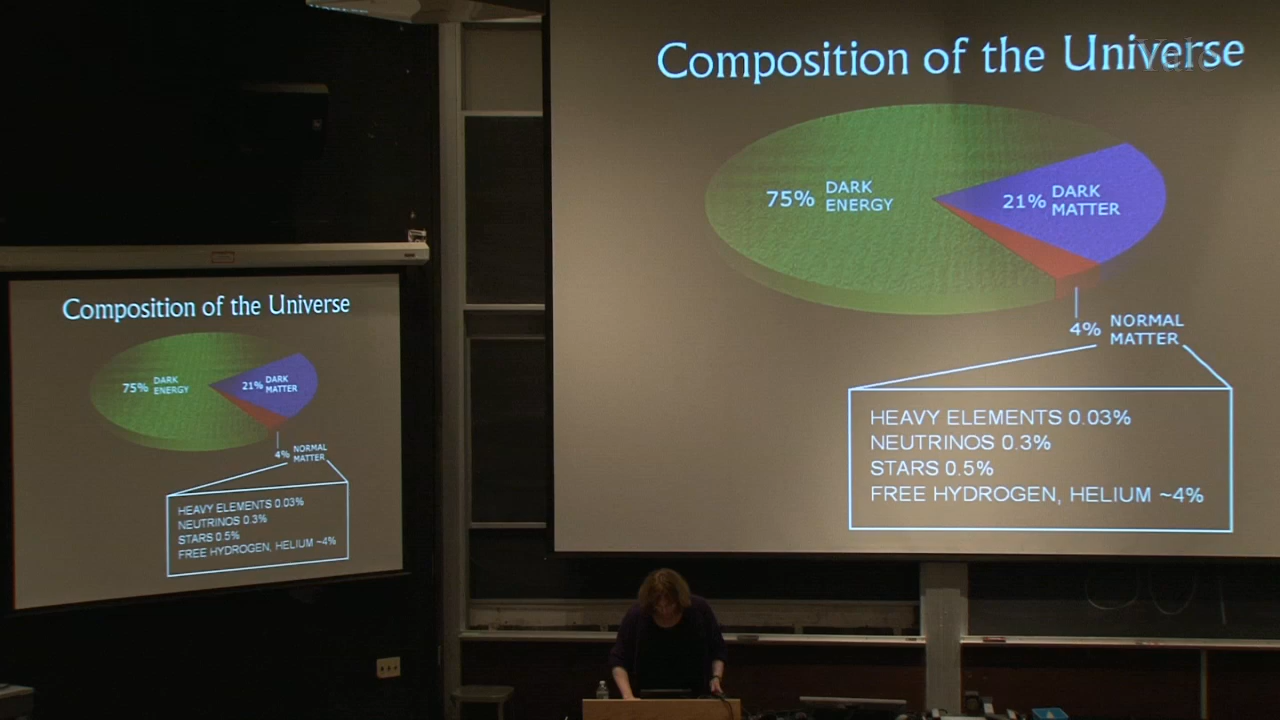 Yale
Composition of the Universe
75% DARK ENERGY
21% DARK MATTER
4% NORMAL MATTER
HEAVY ELEMENTS 0.03%
NEUTRINOS 0.3%
STARS 0.5%
FREE HYDROGEN, HELIUM ~4%
Composition of the Universe
75% DARK ENERGY
21% DARK MATTER
4% NORMAL MATTER
HEAVY ELEMENTS 0.03%
NEUTRINOS 0.3%
STARS 0.5%
FREE HYDROGEN, HELIUM ~4%